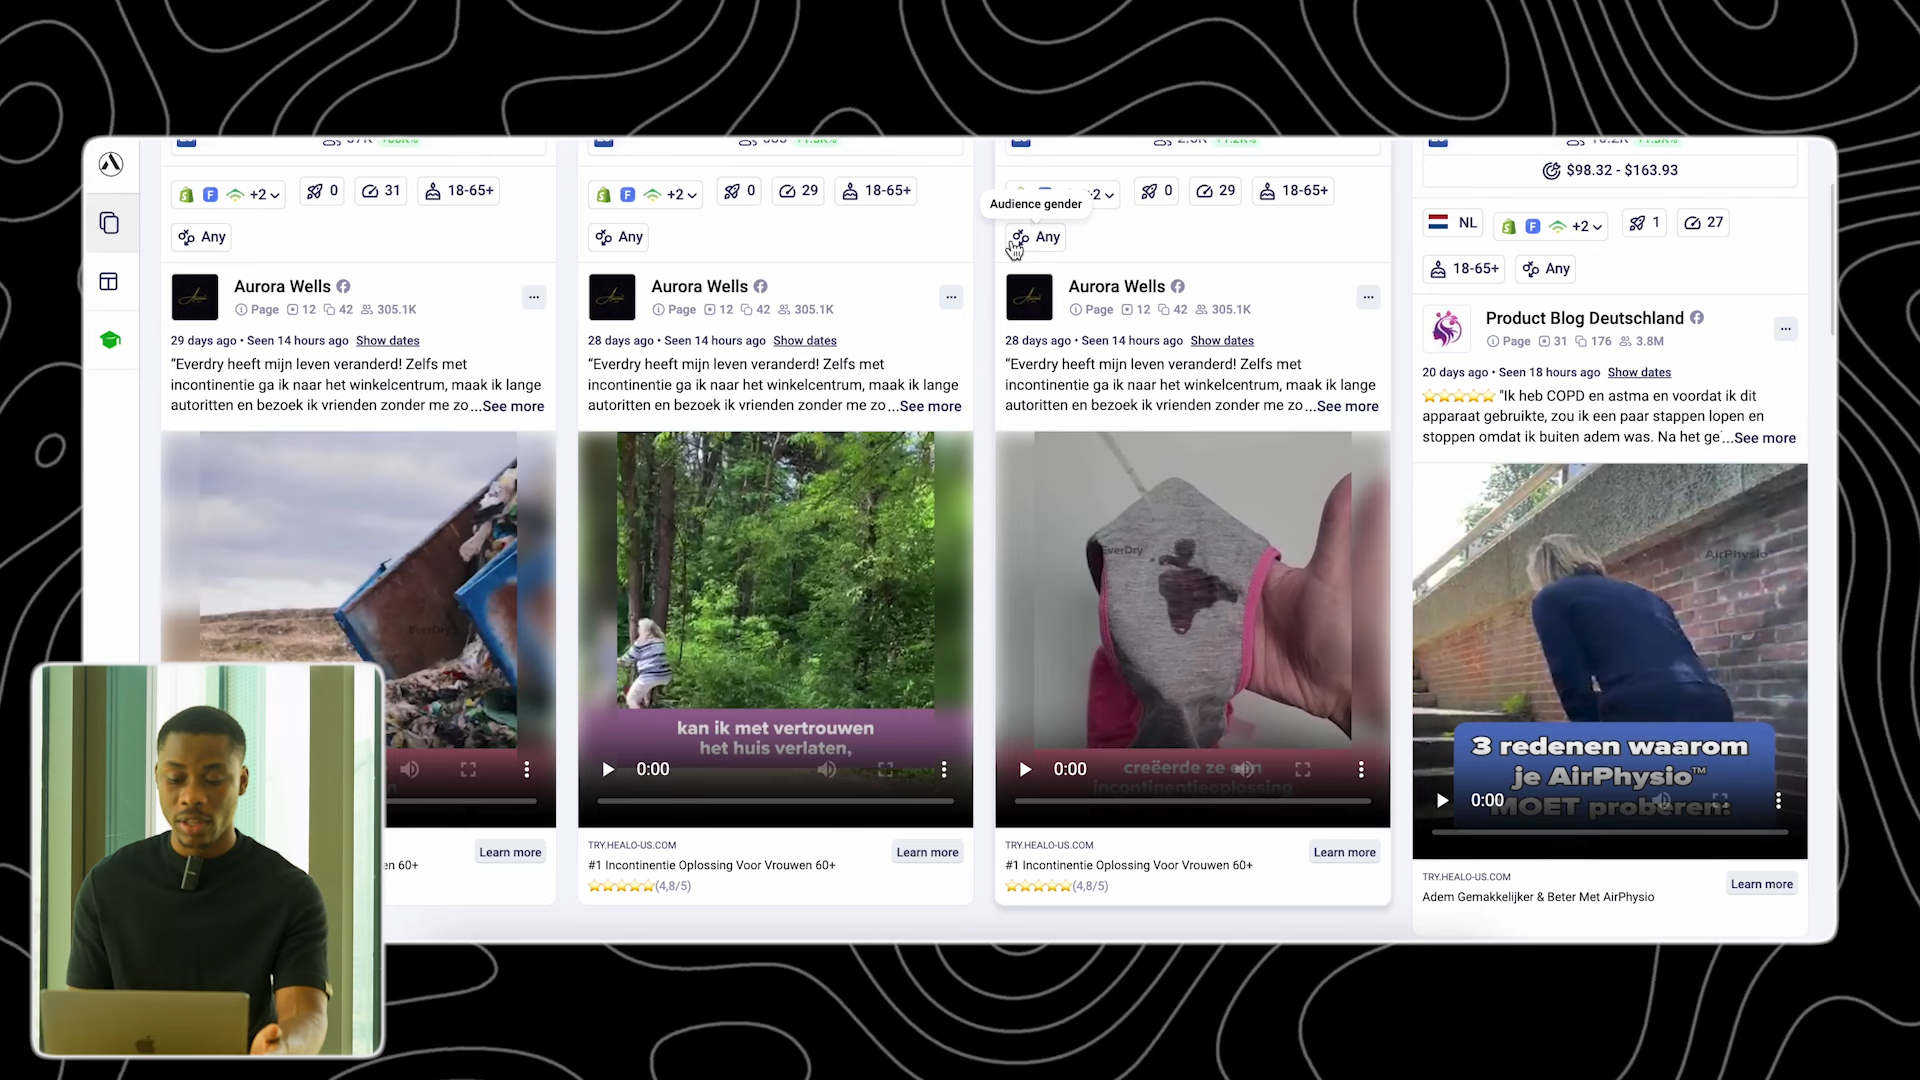 +2
0
31
18-65+
Any
Aurora Wells
Page 12 42 305.1K
29 days ago • Seen 14 hours ago Show dates
“Everdry heeft mijn leven veranderd! Zelfs met
incontinentie ga ik naar het winkelcentrum, maak ik lange
autoritten en bezoek ik vrienden zonder me zo ...See more
EverDry
en 60+
Learn more
+2
0
29
18-65+
Any
Aurora Wells
Page 12 42 305.1K
28 days ago • Seen 14 hours ago Show dates
“Everdry heeft mijn leven veranderd! Zelfs met
incontinentie ga ik naar het winkelcentrum, maak ik lange
autoritten en bezoek ik vrienden zonder me zo ...See more
kan ik met vertrouwen
het huis verlaten,
0:00
TRY.HEALO-US.COM
#1 Incontinentie Oplossing Voor Vrouwen 60+
(4,8/5)
Learn more
2
0
29
18-65+
Audience gender
Any
Aurora Wells
Page 12 42 305.1K
28 days ago • Seen 14 hours ago Show dates
“Everdry heeft mijn leven veranderd! Zelfs met
incontinentie ga ik naar het winkelcentrum, maak ik lange
autoritten en bezoek ik vrienden zonder me zo ...See more
EverDry
0:00
creëerde ze een
incontinentieoplossing
TRY.HEALO-US.COM
#1 Incontinentie Oplossing Voor Vrouwen 60+
(4,8/5)
Learn more
$98.32 - $163.93
NL
+2
1
27
18-65+
Any
Product Blog Deutschland
Page 31 176 3.8M
20 days ago • Seen 18 hours ago Show dates
"Ik heb COPD en astma en voordat ik dit
apparaat gebruikte, zou ik een paar stappen lopen en
stoppen omdat ik buiten adem was. Na het ge ...See more
AirPhysio
3 redenen waarom
je AirPhysio™
MOET proberen:
0:00
TRY.HEALO-US.COM
Adem Gemakkelijker & Beter Met AirPhysio
Learn more